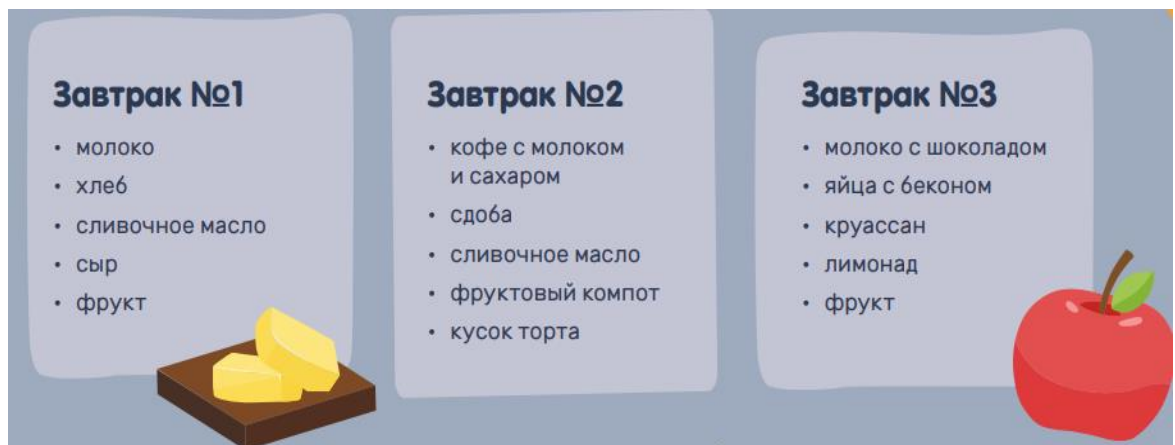 Завтрак №1
• молоко
• хлеб
• сливочное масло
• сыр
• фрукт
Завтрак №2
• кофе с молоком
и сахаром
• сдоба
• сливочное масло
• фруктовый компот
• кусок торта
Завтрак №3
• молоко с шоколадом
• яйца с беконом
• круассан
• лимонад
• фрукт